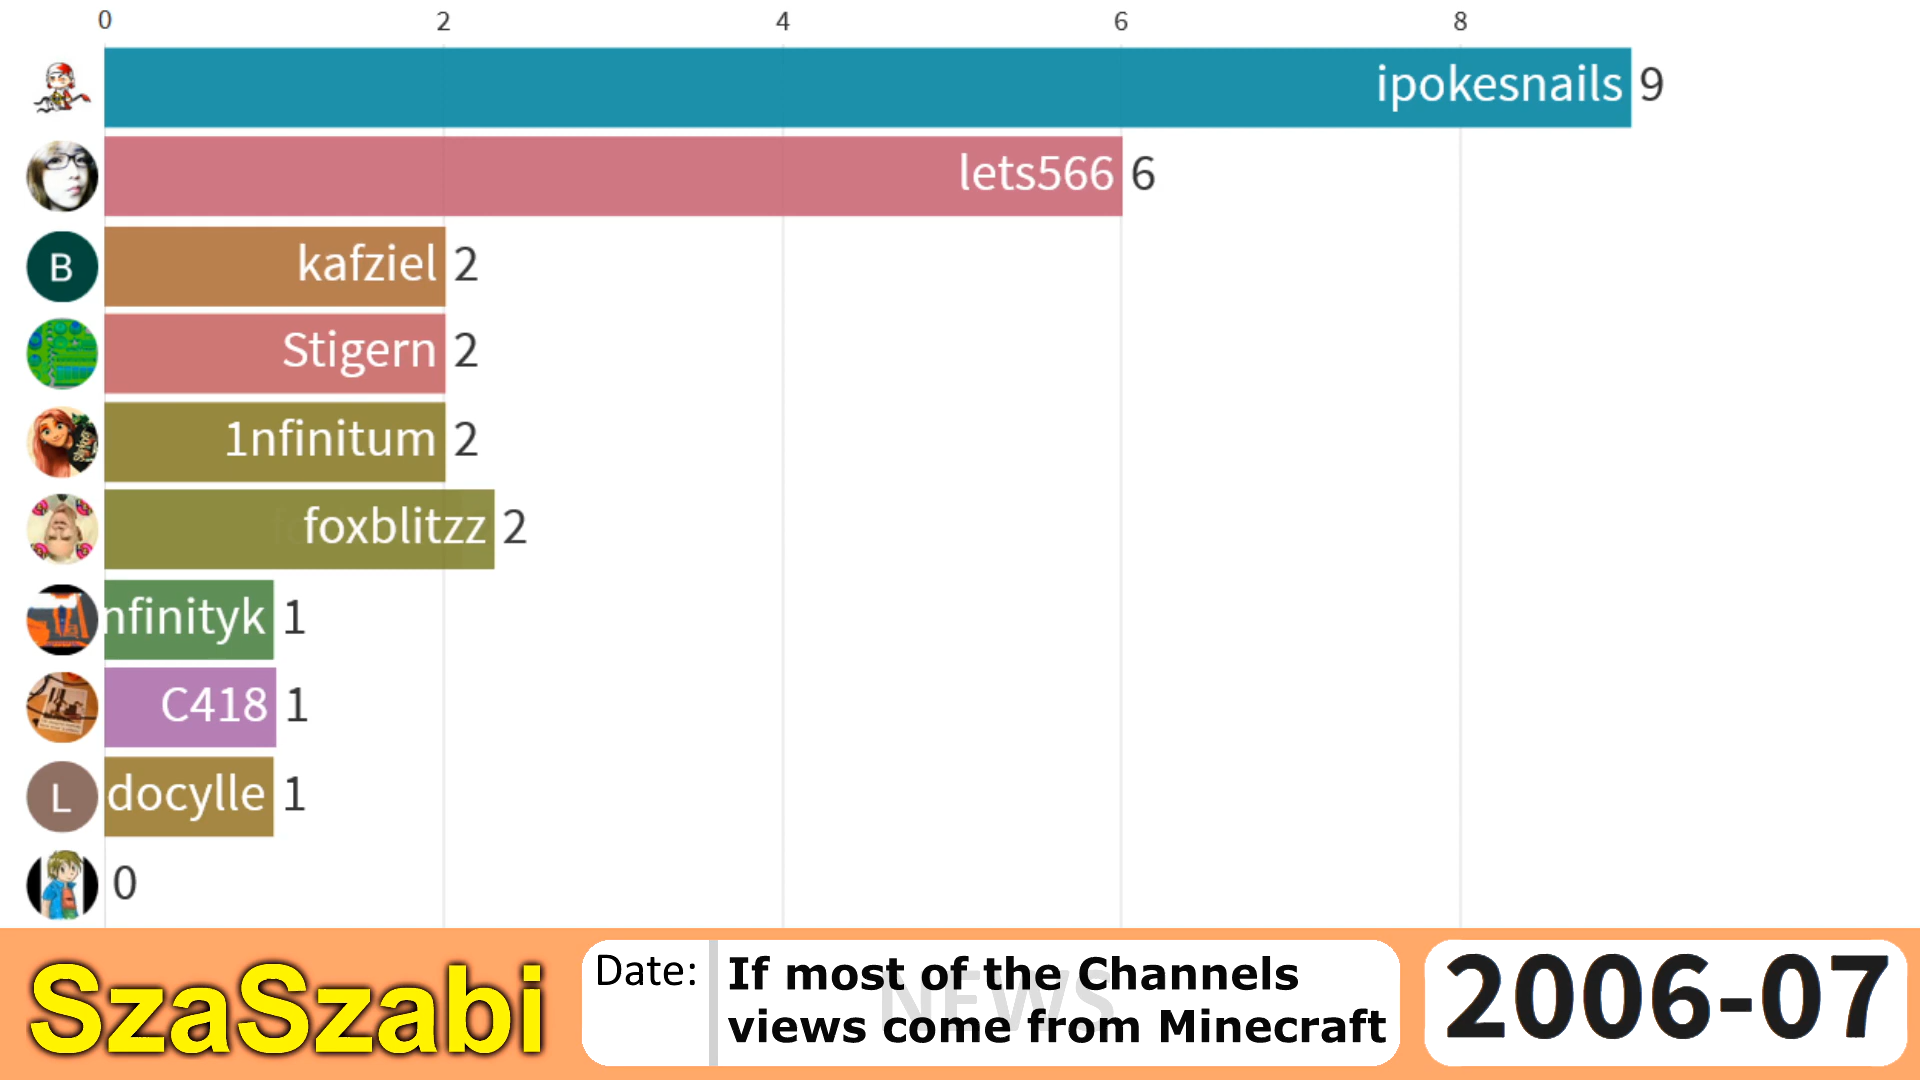 0 2 4 6 8
ipokesnails 9
lets566 6
B kafziel 2
Stigern 2
1nfinitum 2
foxblitzz 2
nfinityk 1
C418 1
L docylle 1
0
SzaSzabi
Date:
NEWS
If most of the Channels
views come from Minecraft
2006-07